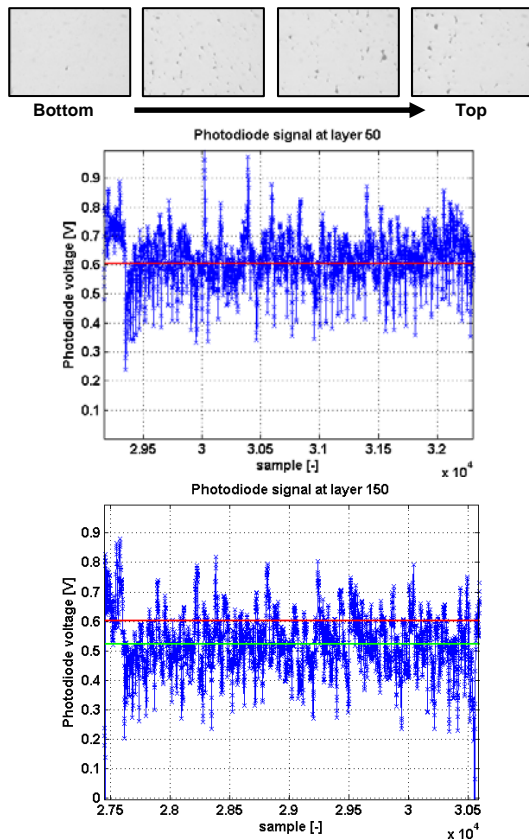 Bottom Top
Photodiode signal at layer 50
Photodiode voltage [V]
0.9
0.8
0.7
0.6
0.5
0.4
0.3
0.2
0.1
2.95 3 3.05 3.1 3.15 3.2
sample [-]
x 10⁴
Photodiode signal at layer 150
Photodiode voltage [V]
0.9
0.8
0.7
0.6
0.5
0.4
0.3
0.2
0.1
0
2.75 2.8 2.85 2.9 2.95 3 3.05
sample [-]
x 10⁴